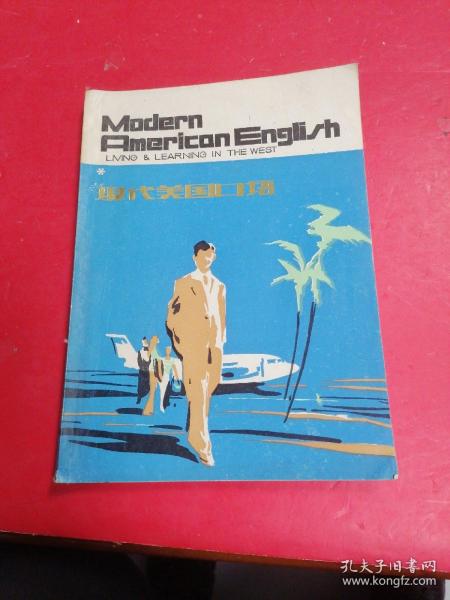 Modern
American English
LIVING & LEARNING IN THE WEST
*
现代美国口语
孔夫子旧书网
www.kongfz.com